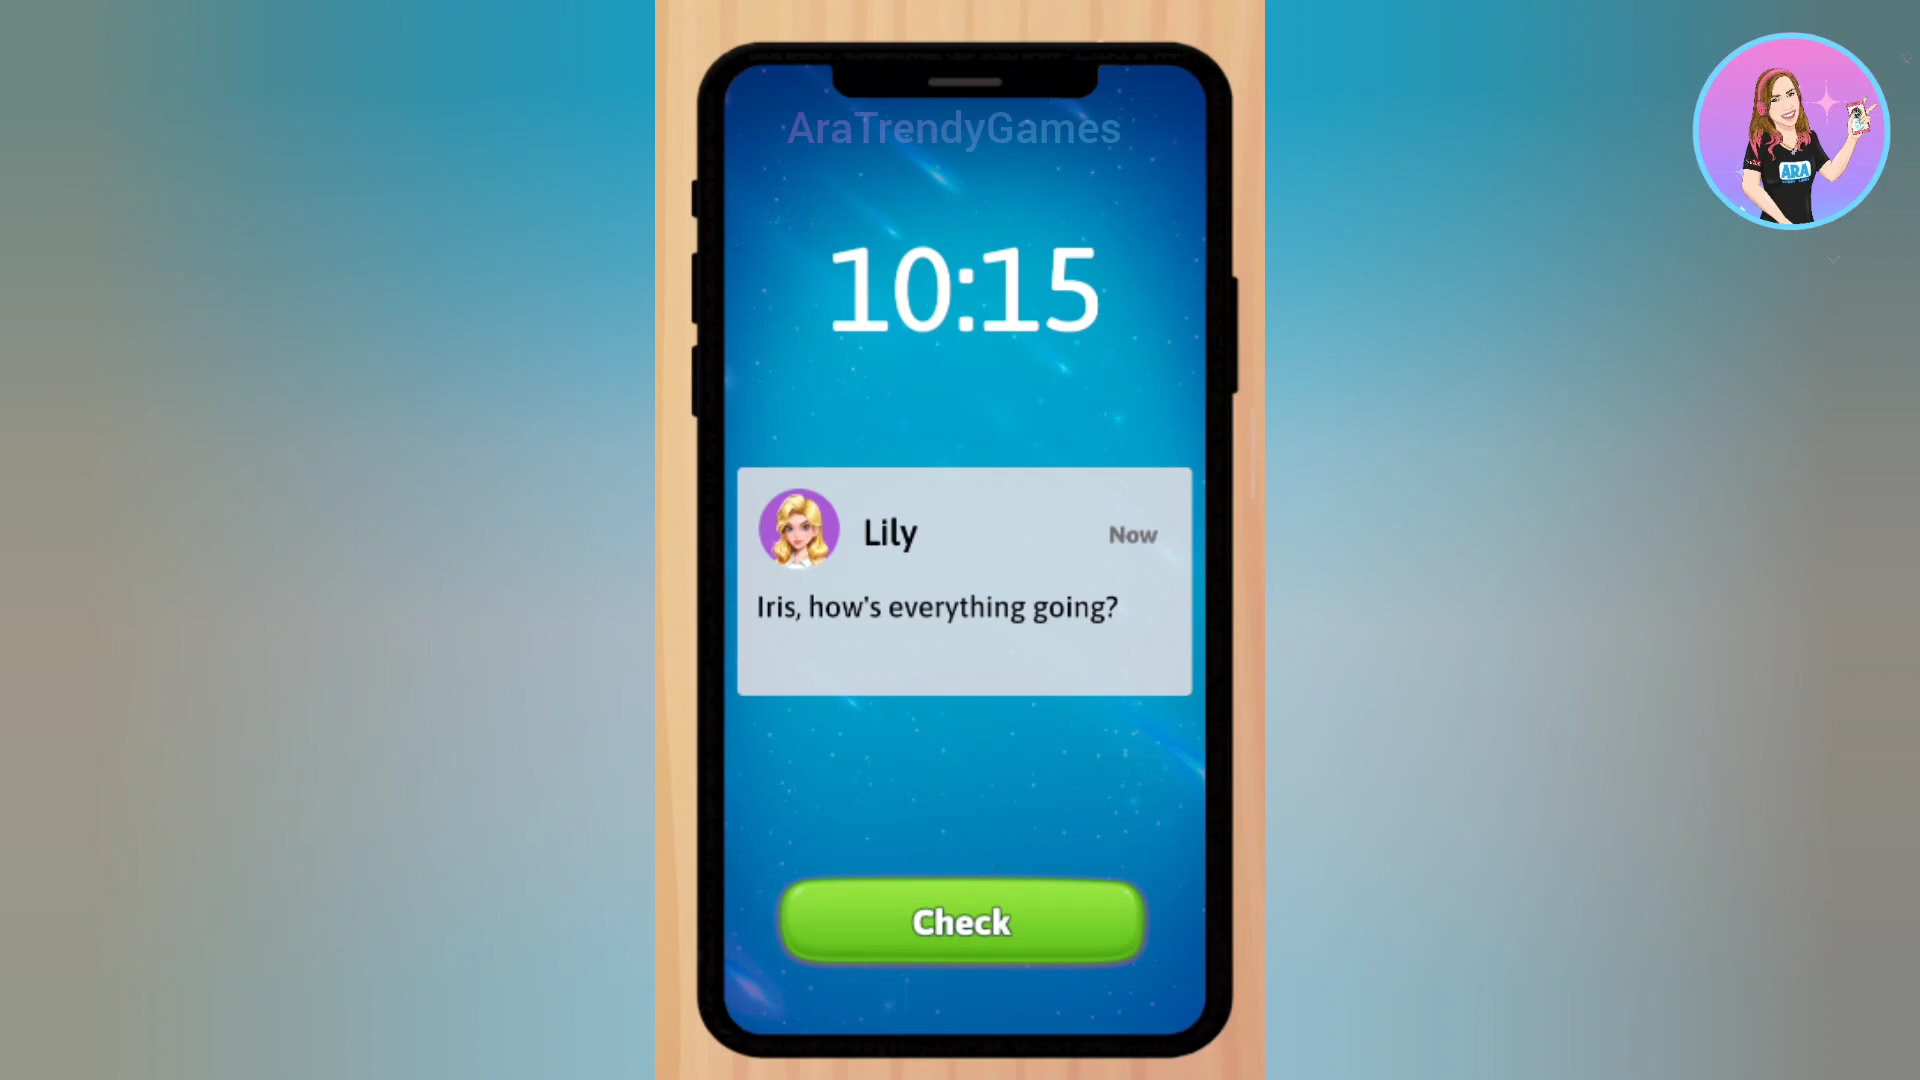 AraTrendyGames
10:15
Lily
Now
Iris, how's everything going?
Check
ARA